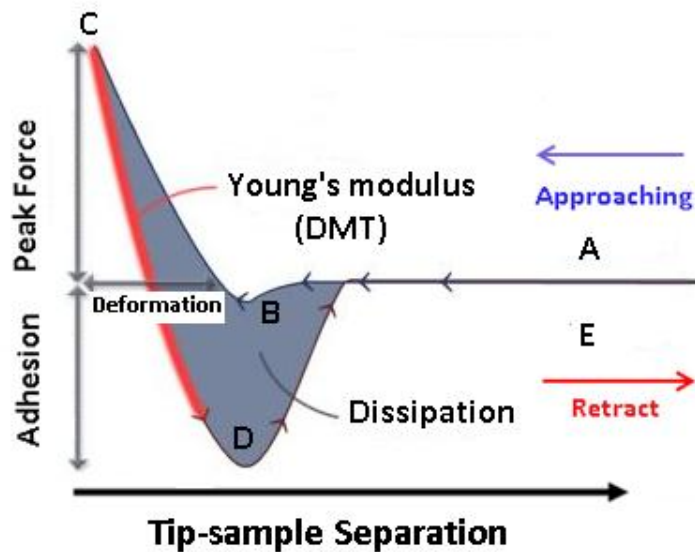 C
Peak Force
Young's modulus
(DMT)
Approaching
A
Deformation
B
E
Adhesion
Retract
Dissipation
D
Tip-sample Separation